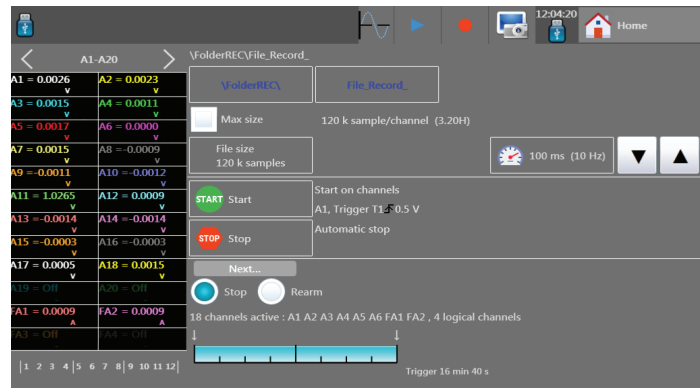 12:04:20
Home
A1-A20
\FolderREC\File_Record_
A1 = 0.0026 V
A2 = 0.0023 V
\FolderREC\
File_Record_
A3 = 0.0015 V
A4 = 0.0011 V
Max size
120 k sample/channel (3.20H)
A5 = 0.0017 V
A6 = 0.0000 V
A7 = 0.0015 V
A8 =-0.0009 V
File size
120 k samples
100 ms (10 Hz)
A9 =-0.0011 V
A10 =-0.0012 V
A11 = 1.0265 V
A12 = 0.0009 V
START Start
Start on channels
A1, Trigger T1 0.5 V
A13 =-0.0014 V
A14 =-0.0014 V
STOP Stop
Automatic stop
A15 =-0.0003 V
A16 =-0.0003 V
A17 = 0.0005 V
A18 = 0.0015 V
Next...
A19 = Off
A20 = Off
Stop
Rearm
FA1 = 0.0009 A
FA2 = 0.0009 A
18 channels active : A1 A2 A3 A4 A5 A6 FA1 FA2 , 4 logical channels
FA3 = Off
FA4 = Off
|1 2 3 4|5 6 7 8|9 10 11 12|
Trigger 16 min 40 s